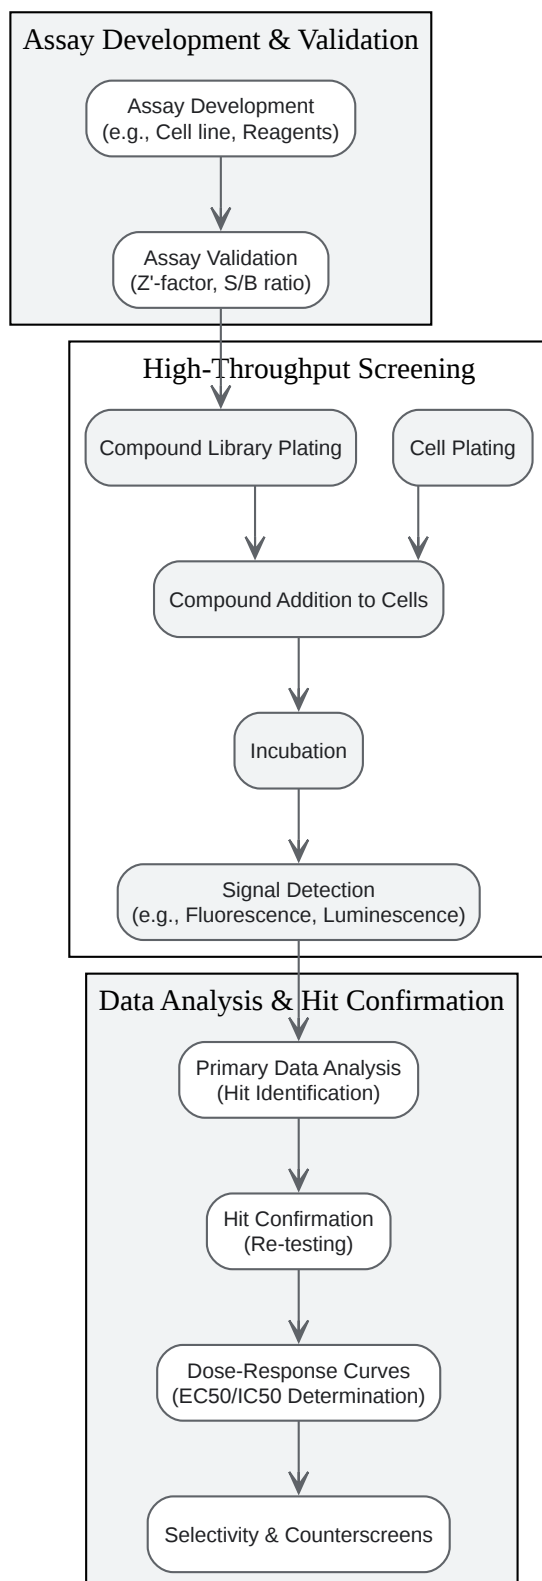 Assay Development & Validation
Assay Development
(e.g., Cell line, Reagents)
Assay Validation
(Z'-factor, S/B ratio)
High-Throughput Screening
Compound Library Plating
Cell Plating
Compound Addition to Cells
Incubation
Signal Detection
(e.g., Fluorescence, Luminescence)
Data Analysis & Hit Confirmation
Primary Data Analysis
(Hit Identification)
Hit Confirmation
(Re-testing)
Dose-Response Curves
(EC50/IC50 Determination)
Selectivity & Counterscreens